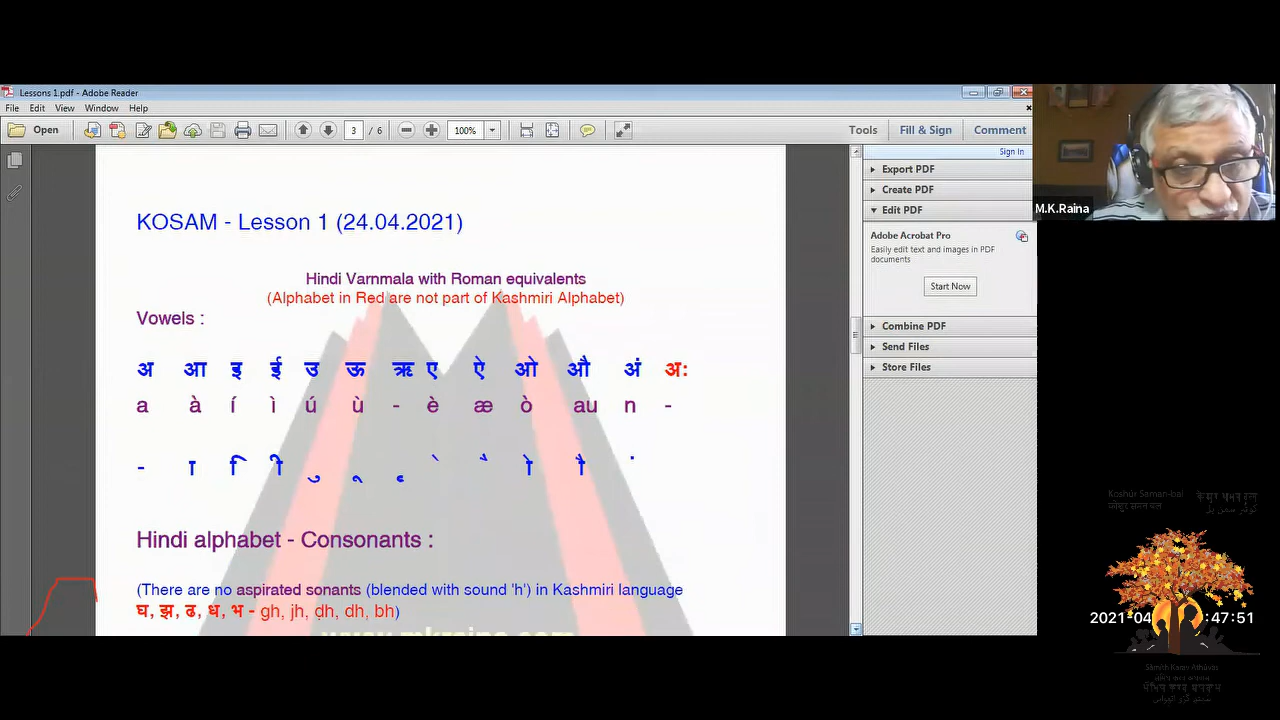 Lessons 1.pdf - Adobe Reader
File Edit View Window Help
Open 3 / 6 100% Tools Fill & Sign Comment
Sign In
Export PDF
Create PDF
Edit PDF
Adobe Acrobat Pro
Easily edit text and images in PDF
documents
Start Now
Combine PDF
Send Files
Store Files
M.K.Raina
KOSAM - Lesson 1 (24.04.2021)
Hindi Varnmala with Roman equivalents
(Alphabet in Red are not part of Kashmiri Alphabet)
Vowels :
अ आ इ ई उ ऊ ऋ ए ऐ ओ औ अं अः
a à í ì ú ù - è æ ò au n -
- ा ि ी ु ू ृ े ै ो ौ ं
Hindi alphabet - Consonants :
(There are no aspirated sonants (blended with sound 'h') in Kashmiri language
घ, झ, ढ, ध, भ - gh, jh, ḍh, dh, bh)
Koshur Saman-bal
2021-04 :47:51